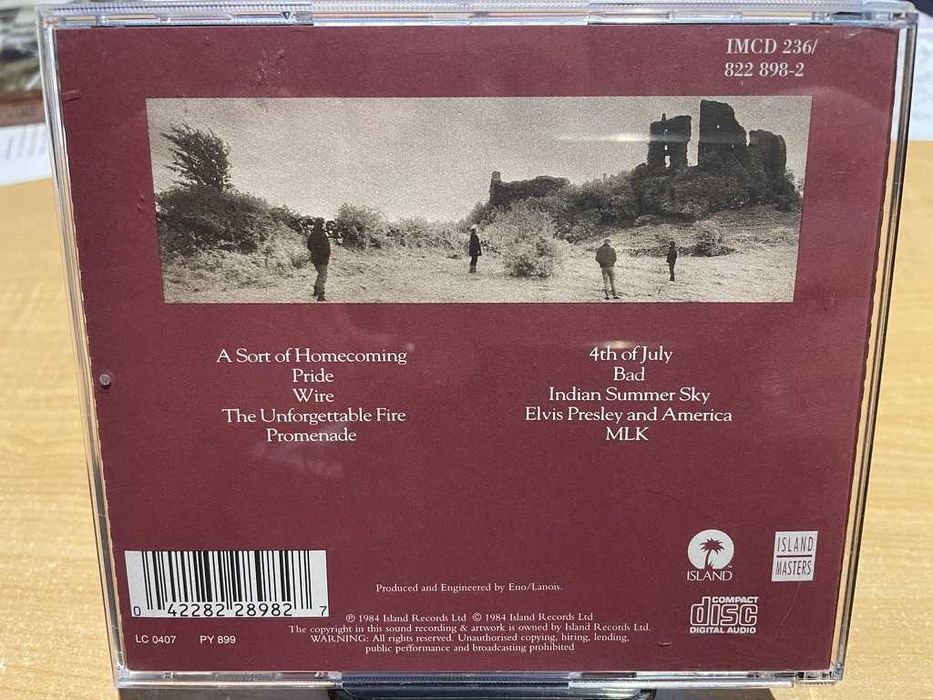 IMCD 236/
822 898-2
A Sort of Homecoming
Pride
Wire
The Unforgettable Fire
Promenade
4th of July
Bad
Indian Summer Sky
Elvis Presley and America
MLK
ISLAND
ISLAND
MASTERS
COMPACT
disc
DIGITAL AUDIO
0 42282 28982 7
LC 0407 PY 899
Produced and Engineered by Eno/Lanois.
℗ 1984 Island Records Ltd © 1984 Island Records Ltd
The copyright in this sound recording & artwork is owned by Island Records Ltd.
WARNING: All rights reserved. Unauthorised copying, hiring, lending,
public performance and broadcasting prohibited